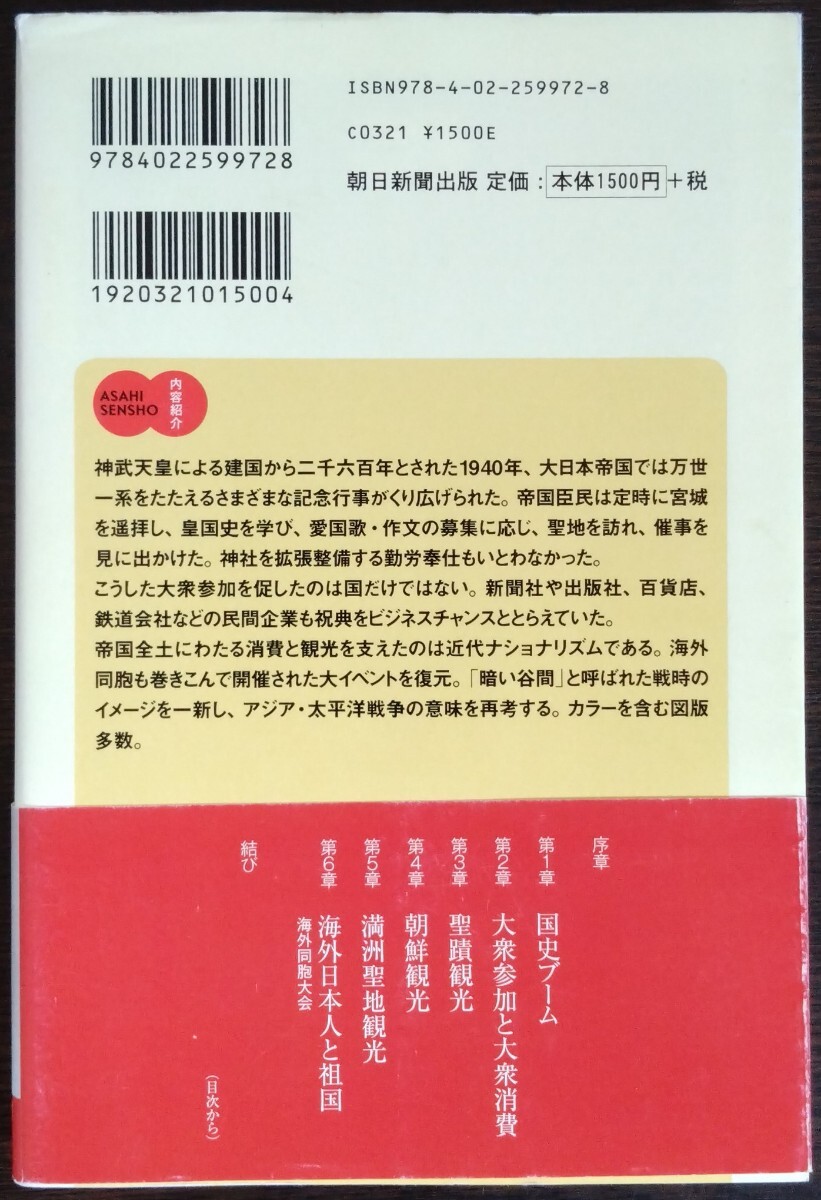 ISBN978-4-02-259972-8
C0321 ¥1500E
9784022599728
朝日新聞出版 定価：本体1500円+税
1920321015004
ASAHI
SENSHO
内容紹介
神武天皇による建国から二千六百年とされた1940年、大日本帝国では万世
一系をたたえるさまざまな記念行事がくり広げられた。帝国臣民は定時に宮城
を遥拝し、皇国史を学び、愛国歌・作文の募集に応じ、聖地を訪れ、催事を
見に出かけた。神社を拡張整備する勤労奉仕もいとわなかった。
こうした大衆参加を促したのは国だけではない。新聞社や出版社、百貨店、
鉄道会社などの民間企業も祝典をビジネスチャンスととらえていた。
帝国全土にわたる消費と観光を支えたのは近代ナショナリズムである。海外
同胞も巻きこんで開催された大イベントを復元。「暗い谷間」と呼ばれた戦時の
イメージを一新し、アジア・太平洋戦争の意味を再考する。カラーを含む図版
多数。
序章
第1章 国史ブーム
第2章 大衆参加と大衆消費
第3章 聖蹟観光
第4章 朝鮮観光
第5章 満洲聖地観光
第6章 海外日本人と祖国
海外同胞大会
結び
（目次から）